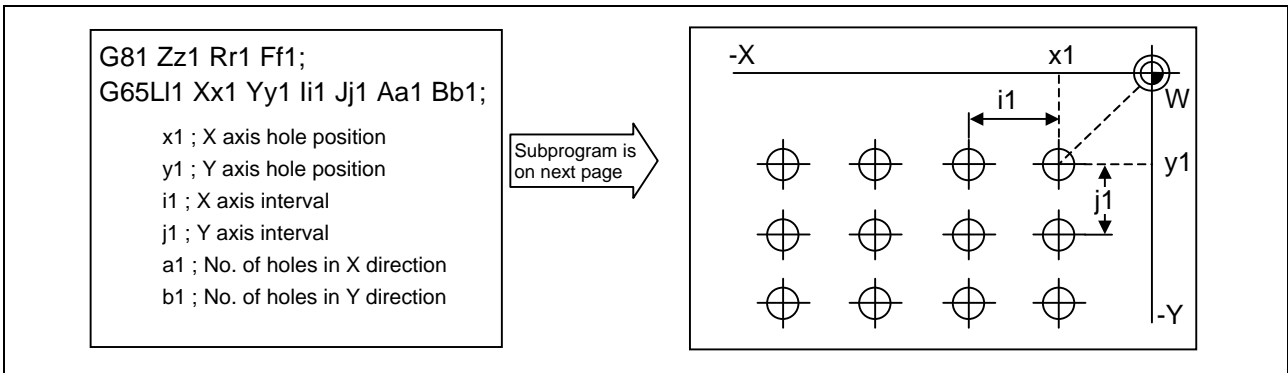 G81 Zz1 Rr1 Ff1;
G65Ll1 Xx1 Yy1 Ii1 Jj1 Aa1 Bb1;
x1 ; X axis hole position
y1 ; Y axis hole position
i1 ; X axis interval
j1 ; Y axis interval
a1 ; No. of holes in X direction
b1 ; No. of holes in Y direction
Subprogram is
on next page
-X
x1
W
i1
y1
j1
-Y